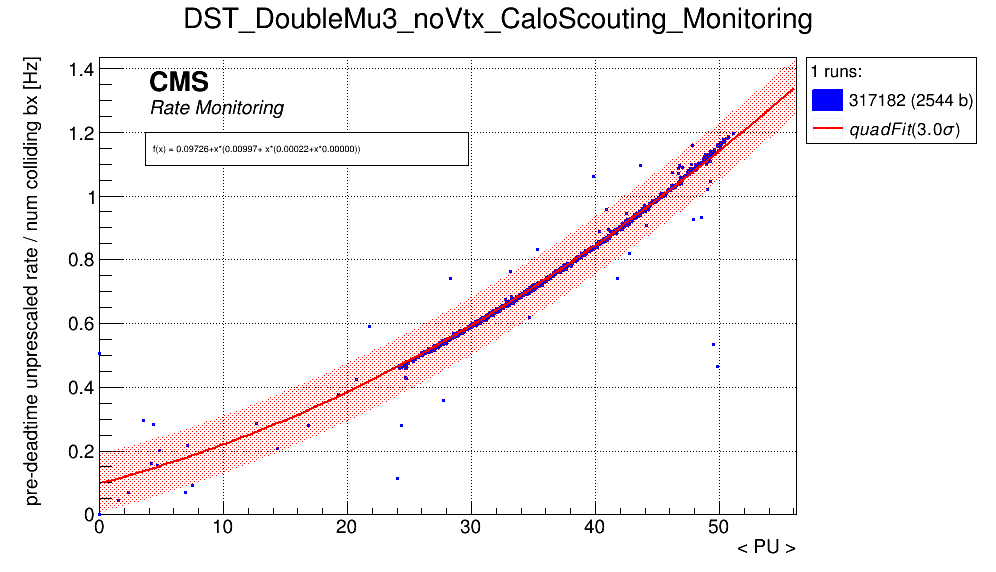 DST_DoubleMu3_noVtx_CaloScouting_Monitoring
pre-deadtime unprescaled rate / num colliding bx [Hz]
1.4
1.2
1
0.8
0.6
0.4
0.2
0
CMS
Rate Monitoring
f(x) = 0.09726+x*(0.00997+ x*(0.00022+x*0.00000))
1 runs:
317182 (2544 b)
quadFit(3.0σ)
0 10 20 30 40 50
< PU >